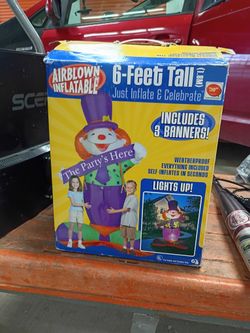 AIRBLOWN
INFLATABLE
6-Feet Tall
Just Inflate & Celebrate
INCLUDES
3 BANNERS!
The Party's Here
WEATHERPROOF
EVERYTHING INCLUDED
SELF-INFLATES IN SECONDS
LIGHTS UP!